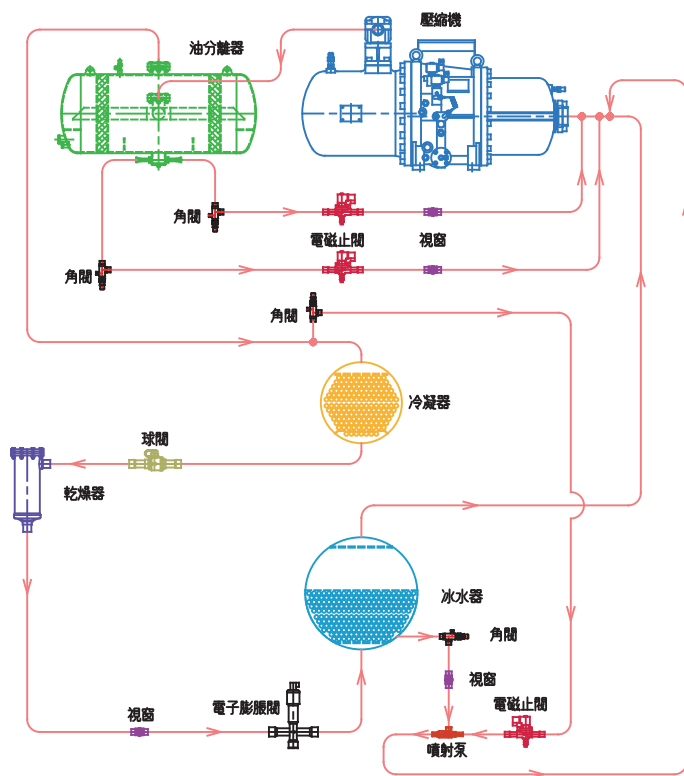 壓縮機
油分離器
角閥
電磁止閥
視窗
角閥
角閥
冷凝器
球閥
乾燥器
冰水器
角閥
視窗
電子膨脹閥
電磁止閥
視窗
噴射泵